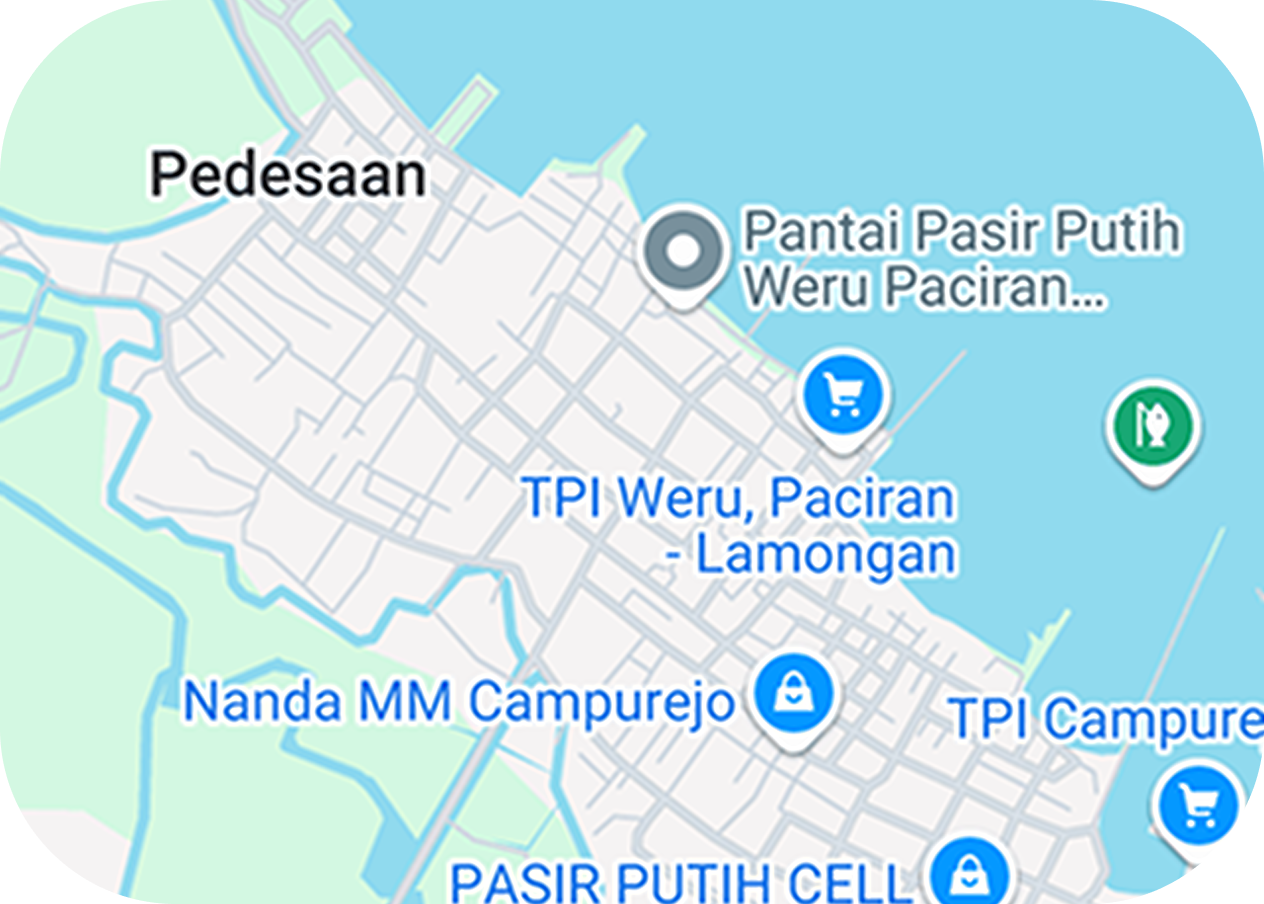 Pedesaan
Pantai Pasir Putih
Weru Paciran...
TPI Weru, Paciran
- Lamongan
Nanda MM Campurejo
TPI Campure
PASIR PUTIH CELL